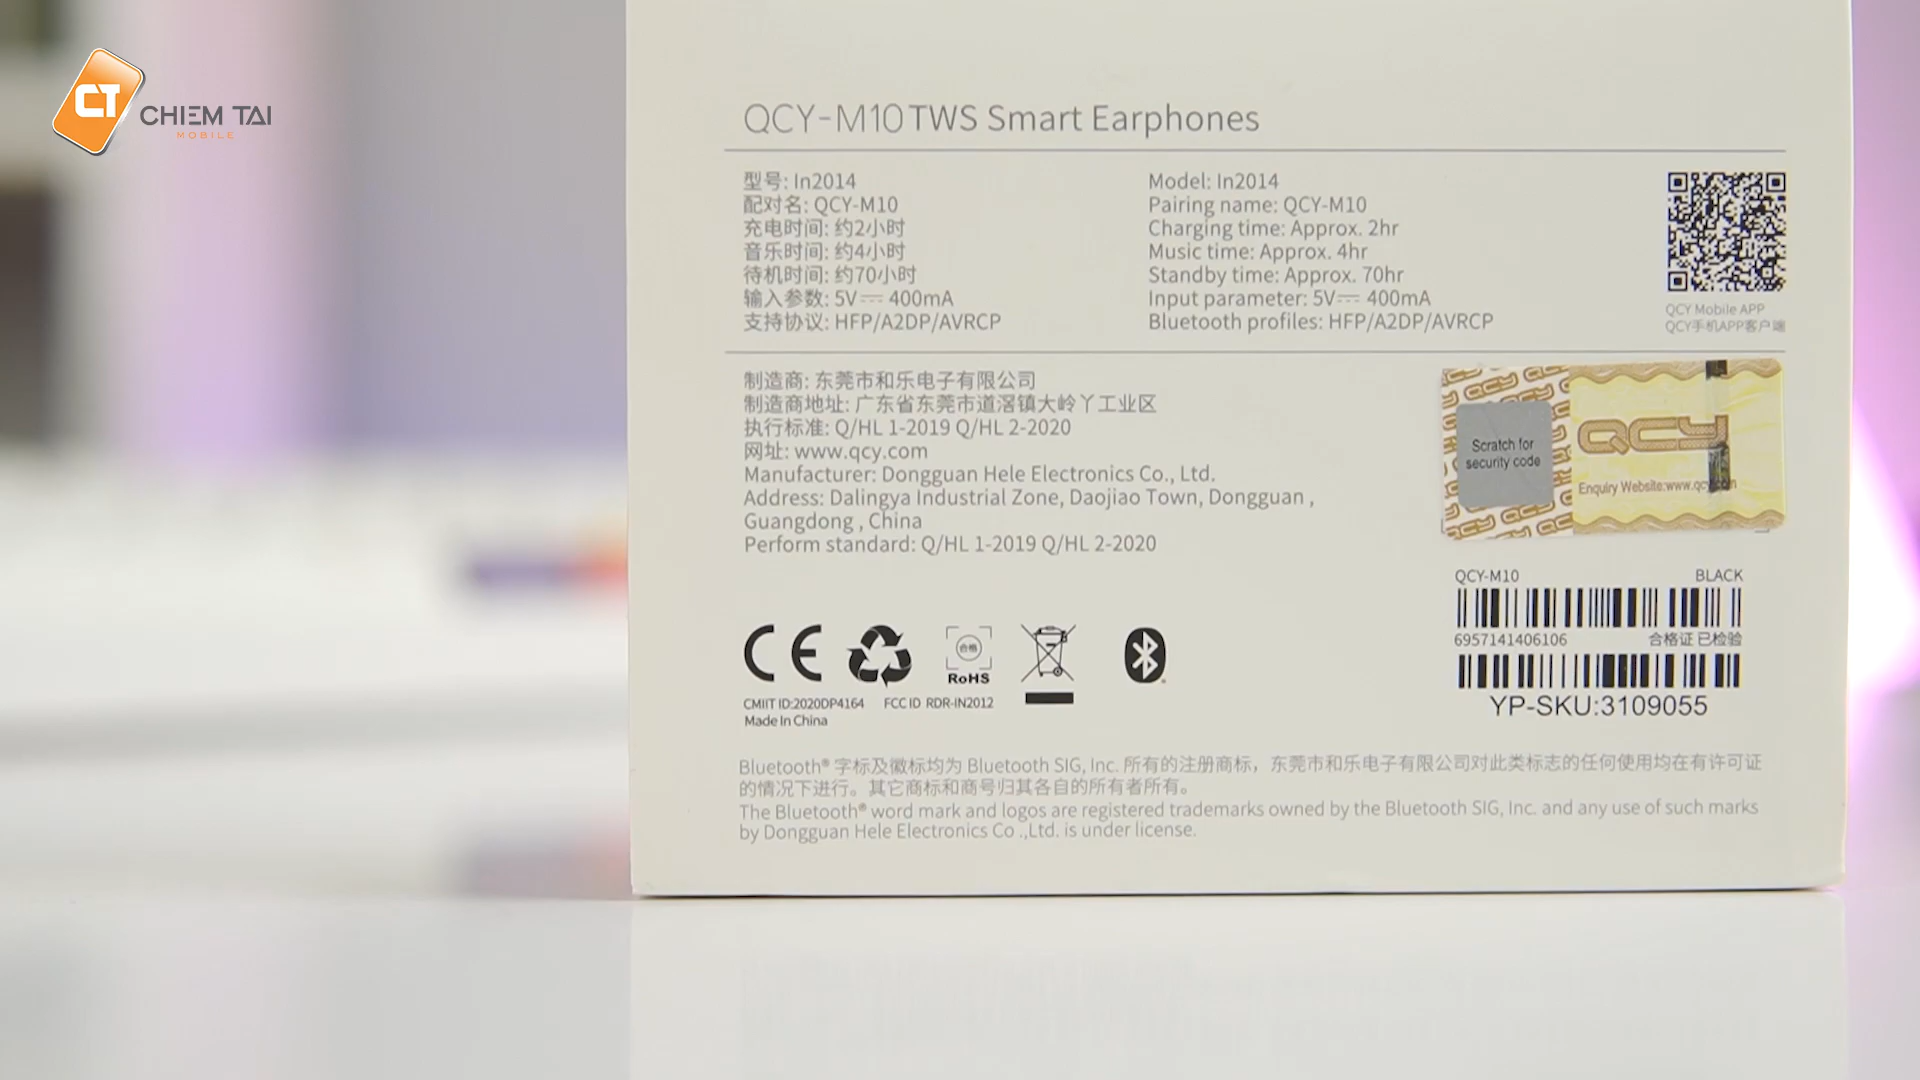 CT CHIEM TAI
MOBILE
QCY-M10 TWS Smart Earphones
型号: In2014
配对名: QCY-M10
充电时间: 约2小时
音乐时间: 约4小时
待机时间: 约70小时
输入参数: 5V⎓ 400mA
支持协议: HFP/A2DP/AVRCP
Model: In2014
Pairing name: QCY-M10
Charging time: Approx. 2hr
Music time: Approx. 4hr
Standby time: Approx. 70hr
Input parameter: 5V⎓ 400mA
Bluetooth profiles: HFP/A2DP/AVRCP
QCY Mobile APP
QCY手机APP客户端
制造商: 东莞市和乐电子有限公司
制造商地址: 广东省东莞市道滘镇大岭丫工业区
执行标准: Q/HL 1-2019 Q/HL 2-2020
网址: www.qcy.com
Manufacturer: Dongguan Hele Electronics Co., Ltd.
Address: Dalingya Industrial Zone, Daojiao Town, Dongguan ,
Guangdong , China
Perform standard: Q/HL 1-2019 Q/HL 2-2020
Scratch for
security code
QCY
Enquiry Website:www.qcy.com
QCY-M10 BLACK
6957141406106 合格证 已检验
YP-SKU:3109055
CE
合格
RoHS
CMIIT ID:2020DP4164 FCC ID RDR-IN2012
Made In China
Bluetooth® 字标及徽标均为 Bluetooth SIG, Inc. 所有的注册商标，东莞市和乐电子有限公司对此类标志的任何使用均在有许可证
的情况下进行。其它商标和商号归其各自的所有者所有。
The Bluetooth® word mark and logos are registered trademarks owned by the Bluetooth SIG, Inc. and any use of such marks
by Dongguan Hele Electronics Co .,Ltd. is under license.